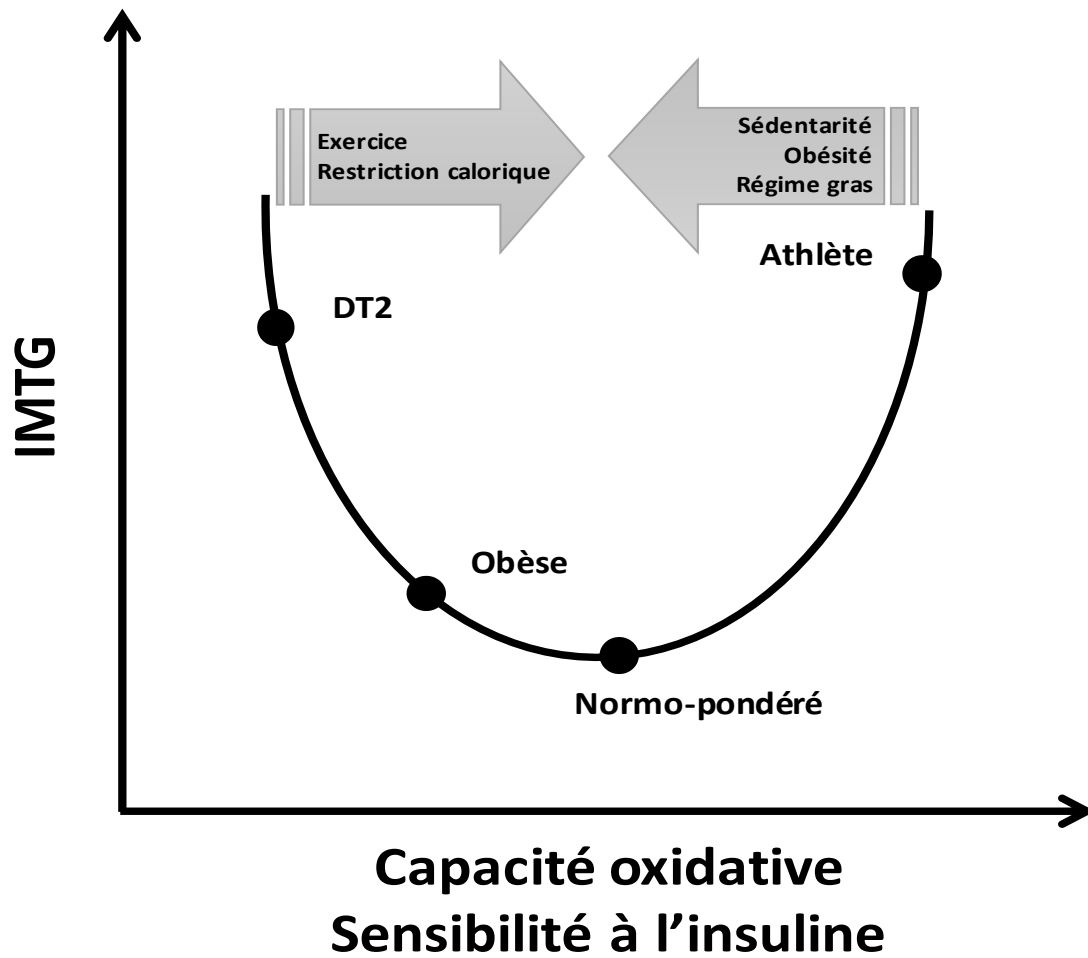 Exercice
Restriction calorique
Sédentarité
Obésité
Régime gras
Athlète
DT2
IMTG
Obèse
Normo-pondéré
Capacité oxidative
Sensibilité à l’insuline